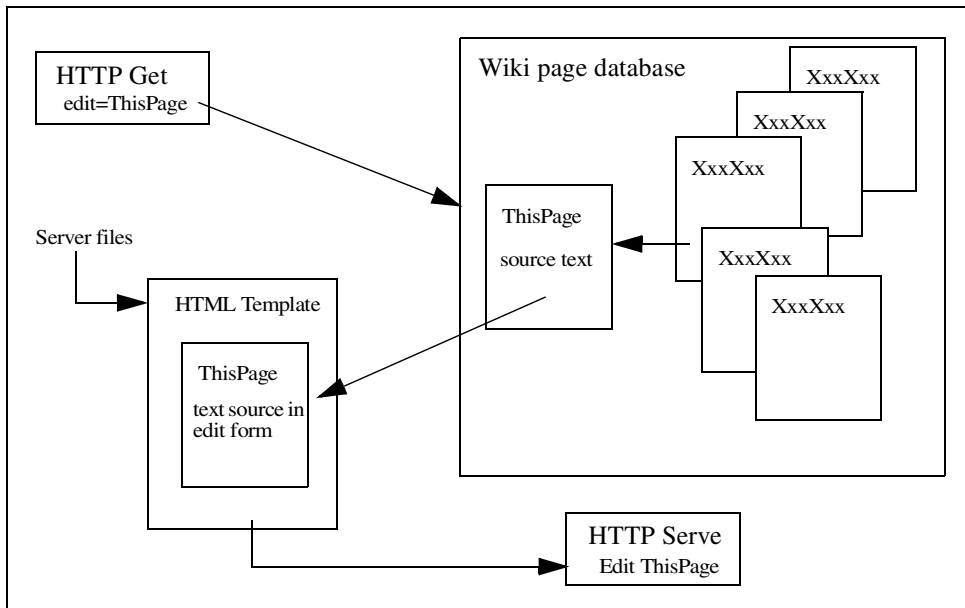 HTTP Get
edit=ThisPage
Wiki page database
XxxXxx
XxxXxx
XxxXxx
XxxXxx
XxxXxx
ThisPage
source text
Server files
HTML Template
ThisPage
text source in
edit form
HTTP Serve
Edit ThisPage